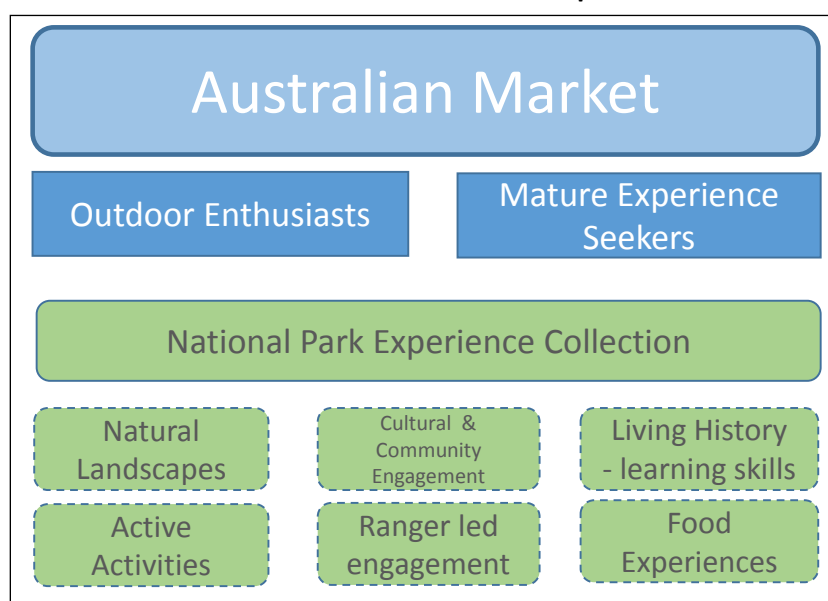 Australian Market
Outdoor Enthusiasts
Mature Experience
Seekers
National Park Experience Collection
Natural
Landscapes
Cultural &
Community
Engagement
Living History
- learning skills
Active
Activities
Ranger led
engagement
Food
Experiences